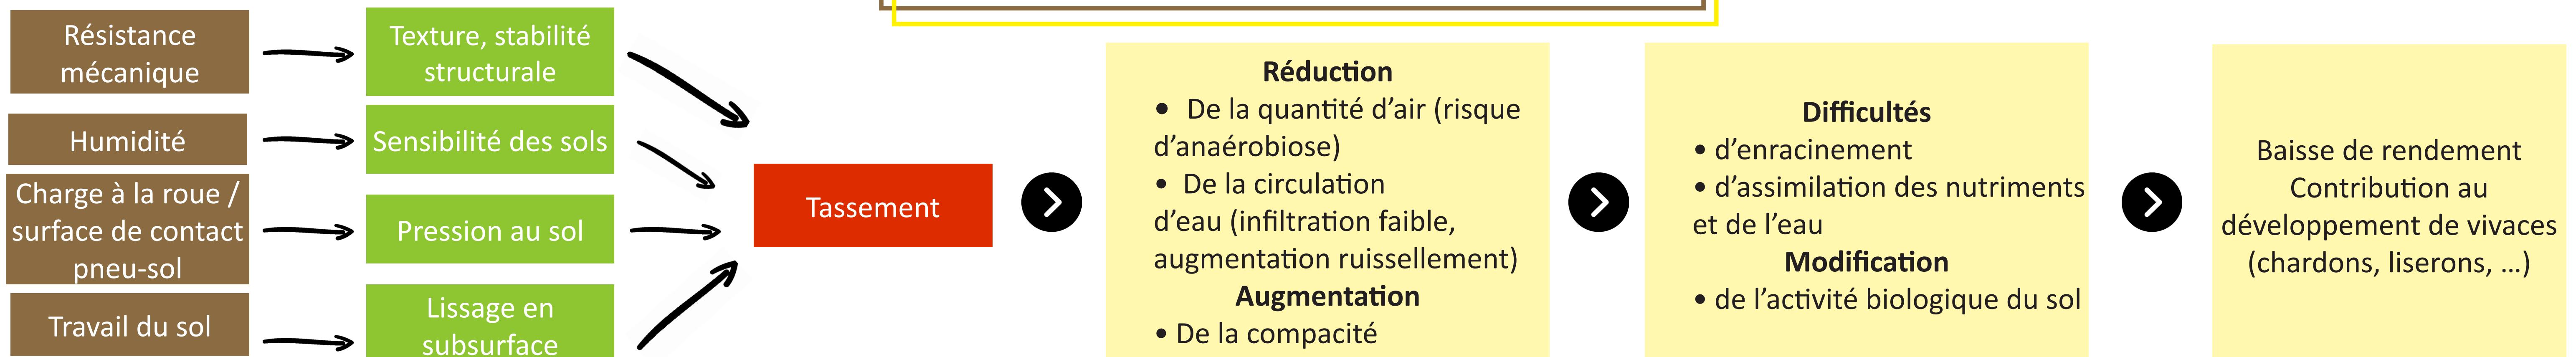 Résistance
mécanique
Texture, stabilité
structurale
Humidité
Sensibilité des sols
Charge à la roue /
surface de contact
pneu-sol
Pression au sol
Travail du sol
Lissage en
subsurface
Tassement
Réduction
• De la quantité d’air (risque
d’anaérobiose)
• De la circulation
d’eau (infiltration faible,
augmentation ruissellement)
Augmentation
• De la compacité
Difficultés
• d’enracinement
• d’assimilation des nutriments
et de l’eau
Modification
• de l’activité biologique du sol
Baisse de rendement
Contribution au
développement de vivaces
(chardons, liserons, ...)